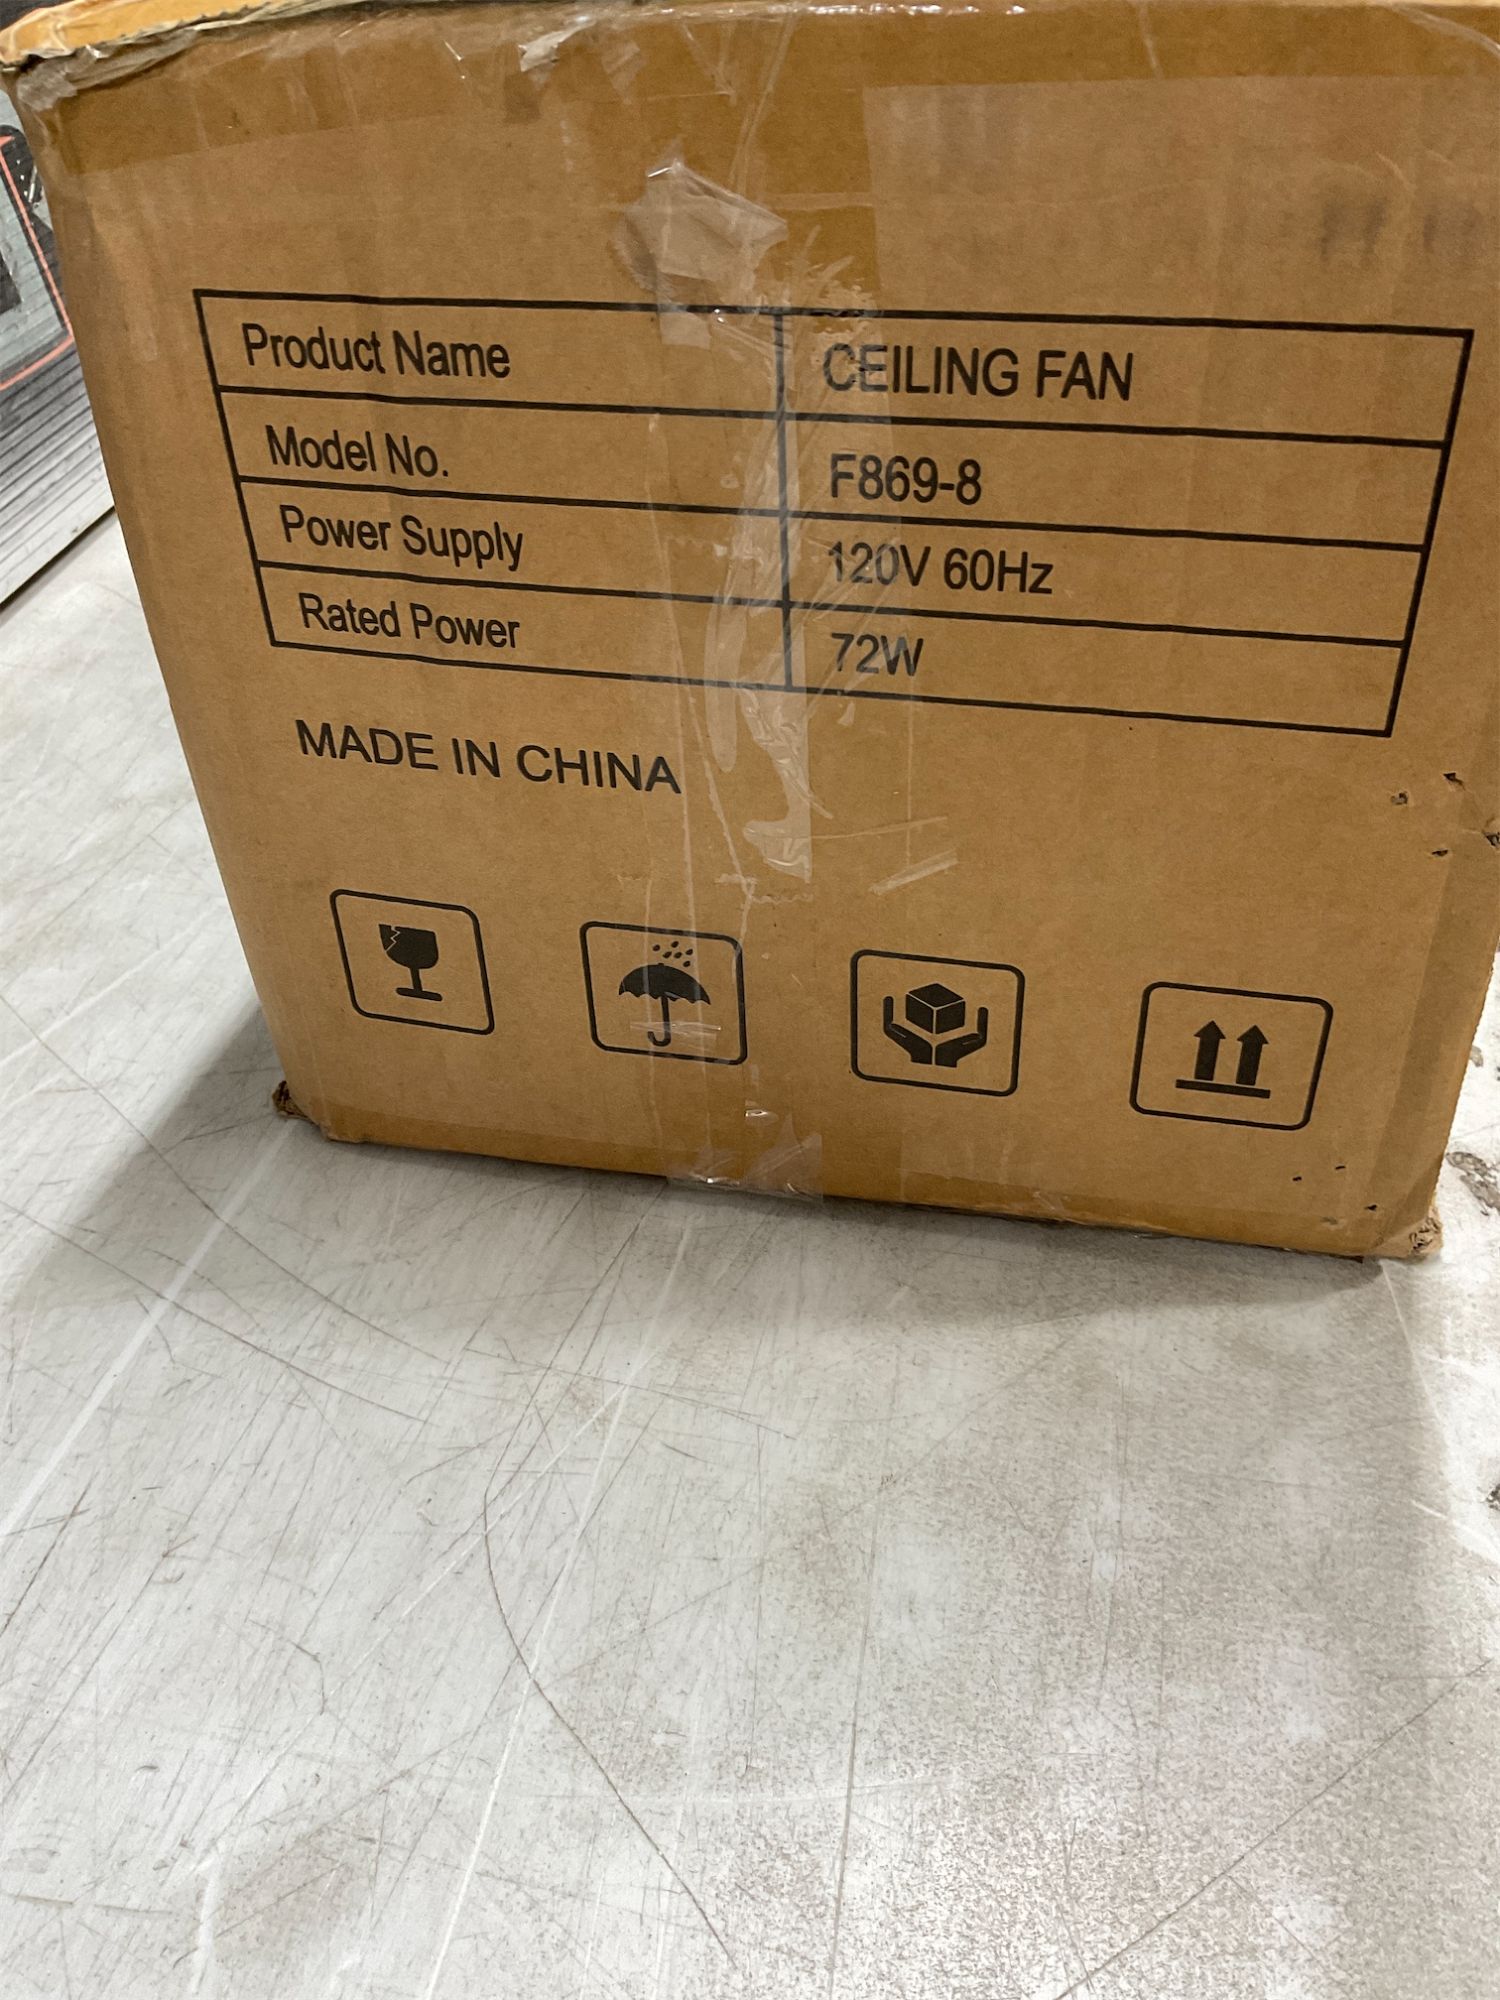 Product Name CEILING FAN
Model No. F869-8
Power Supply 120V 60Hz
Rated Power 72W
MADE IN CHINA